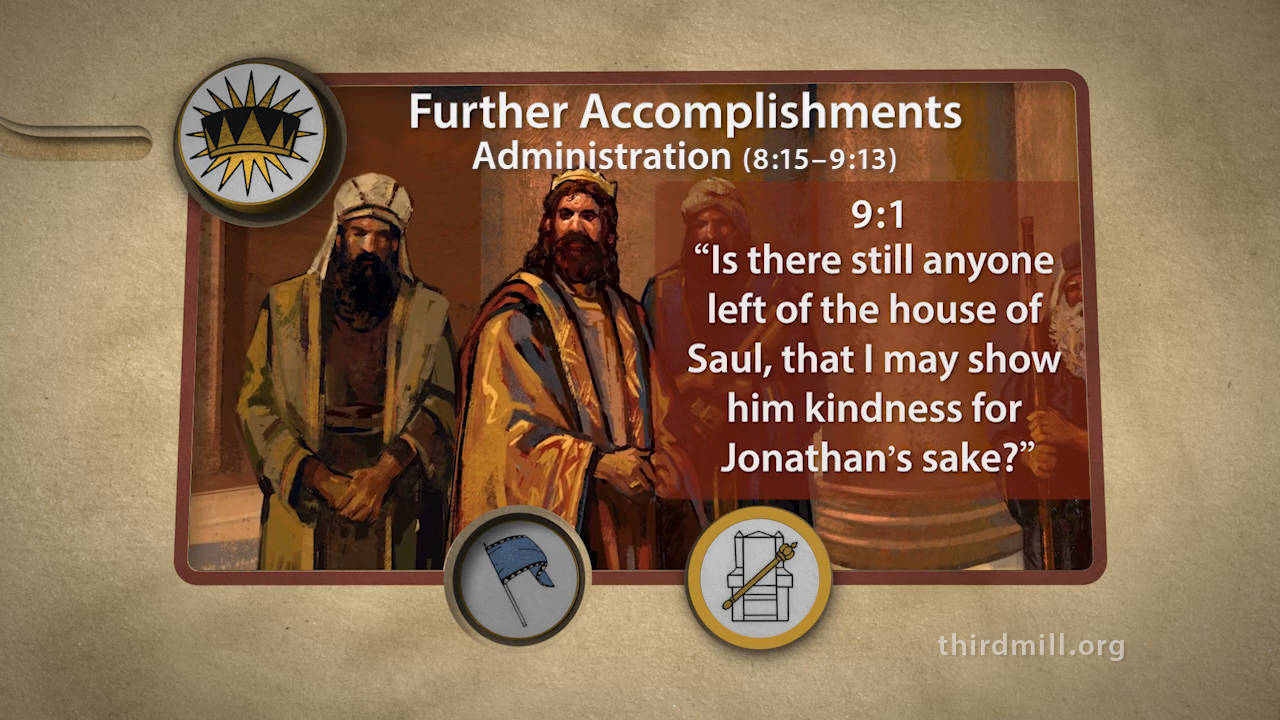 Further Accomplishments
Administration (8:15–9:13)
9:1
“Is there still anyone
left of the house of
Saul, that I may show
him kindness for
Jonathan’s sake?”
thirdmill.org